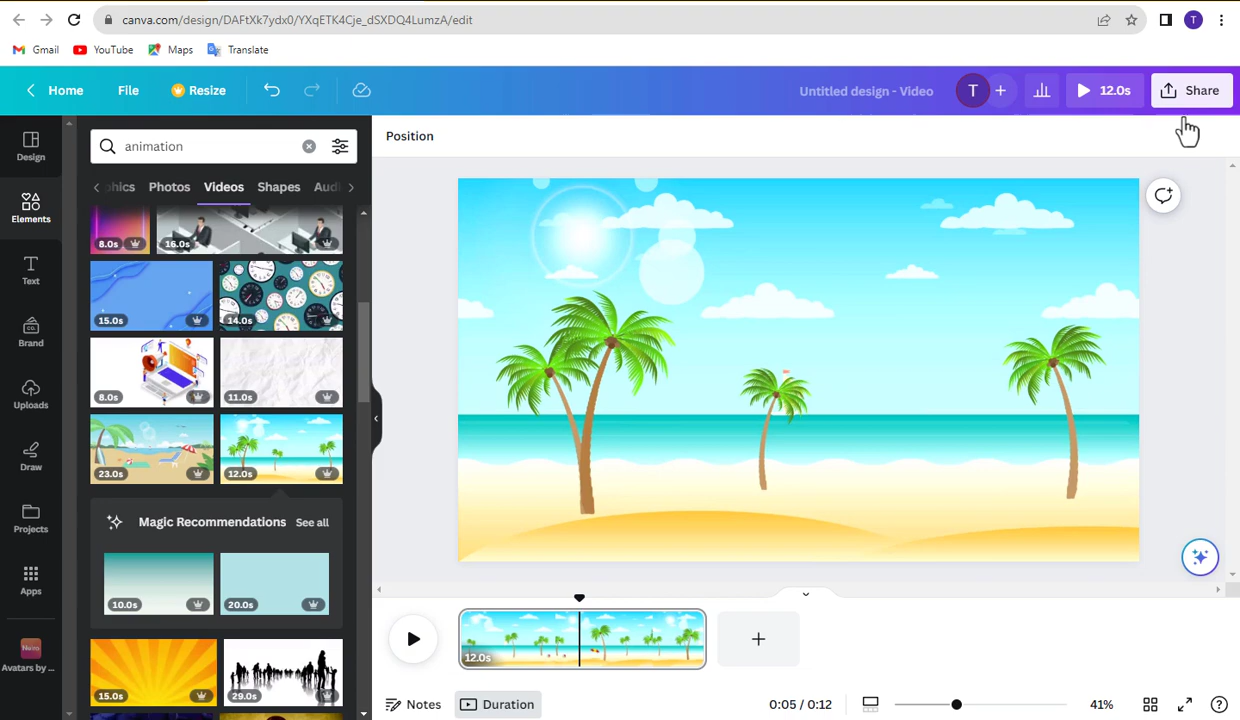 canva.com/design/DAFtXk7ydx0/YXqETK4Cje_dSXDQ4LumzA/edit
T
Gmail
YouTube
Maps
Translate
Home
File
Resize
Untitled design - Video
T
+
12.0s
Share
Design
Elements
Text
Brand
Uploads
Draw
Projects
Apps
Avatars by ...
animation
phics
Photos
Videos
Shapes
Audi
8.0s
16.0s
15.0s
14.0s
8.0s
11.0s
23.0s
12.0s
Magic Recommendations
See all
10.0s
20.0s
15.0s
29.0s
Position
12.0s
+
Notes
Duration
0:05 / 0:12
41%
?